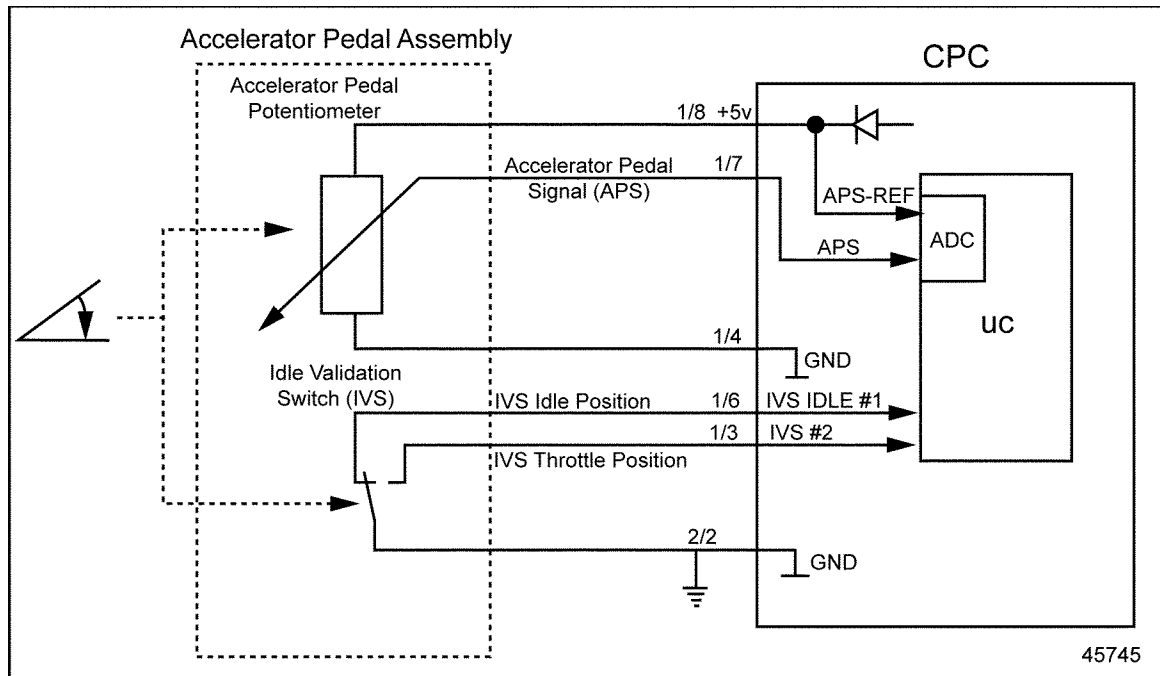 Accelerator Pedal Assembly
CPC
Accelerator Pedal
Potentiometer
1/8 +5v
Accelerator Pedal
Signal (APS)
1/7
APS-REF
ADC
APS
uc
1/4
GND
Idle Validation
Switch (IVS)
IVS Idle Position
1/6
IVS IDLE #1
1/3
IVS #2
IVS Throttle Position
2/2
GND
45745